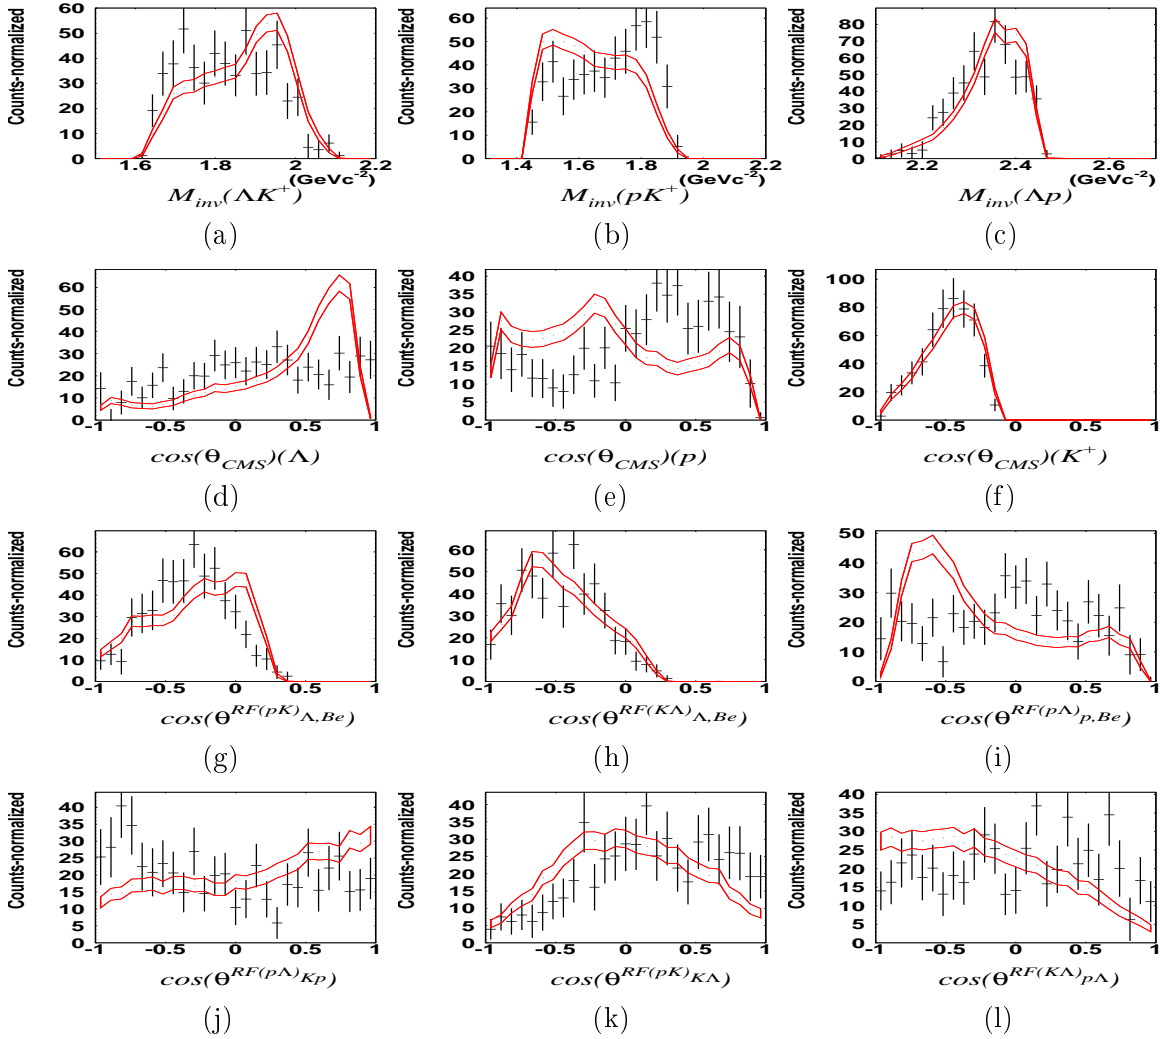 Counts-normalized
60
50
40
30
20
10
0
1.6 1.8 2 2.2
(GeVc⁻²)
M_inv(ΛK⁺)
(a)
Counts-normalized
60
50
40
30
20
10
0
1.4 1.6 1.8 2 2.2
(GeVc⁻²)
M_inv(pK⁺)
(b)
Counts-normalized
80
70
60
50
40
30
20
10
0
2.2 2.4 2.6
(GeVc⁻²)
M_inv(Λp)
(c)
Counts-normalized
60
50
40
30
20
10
0
-1 -0.5 0 0.5 1
cos(Θ_CMS)(Λ)
(d)
Counts-normalized
40
35
30
25
20
15
10
5
0
-1 -0.5 0 0.5 1
cos(Θ_CMS)(p)
(e)
Counts-normalized
100
80
60
40
20
0
-1 -0.5 0 0.5 1
cos(Θ_CMS)(K⁺)
(f)
Counts-normalized
60
50
40
30
20
10
0
-1 -0.5 0 0.5 1
cos(Θ^RF(pK)_Λ,Be)
(g)
Counts-normalized
60
50
40
30
20
10
0
-1 -0.5 0 0.5 1
cos(Θ^RF(KΛ)_Λ,Be)
(h)
Counts-normalized
50
40
30
20
10
0
-1 -0.5 0 0.5 1
cos(Θ^RF(pΛ)_p,Be)
(i)
Counts-normalized
40
35
30
25
20
15
10
5
0
-1 -0.5 0 0.5 1
cos(Θ^RF(pΛ)_Kp)
(j)
Counts-normalized
40
35
30
25
20
15
10
5
0
-1 -0.5 0 0.5 1
cos(Θ^RF(pK)_KΛ)
(k)
Counts-normalized
40
35
30
25
20
15
10
5
0
-1 -0.5 0 0.5 1
cos(Θ^RF(KΛ)_pΛ)
(l)